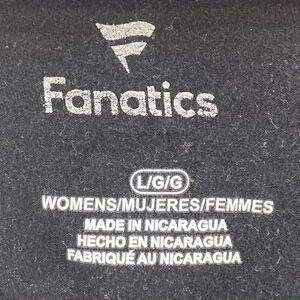 Fanatics
L/G/G
WOMENS/MUJERES/FEMMES
MADE IN NICARAGUA
HECHO EN NICARAGUA
FABRIQUÉ AU NICARAGUA